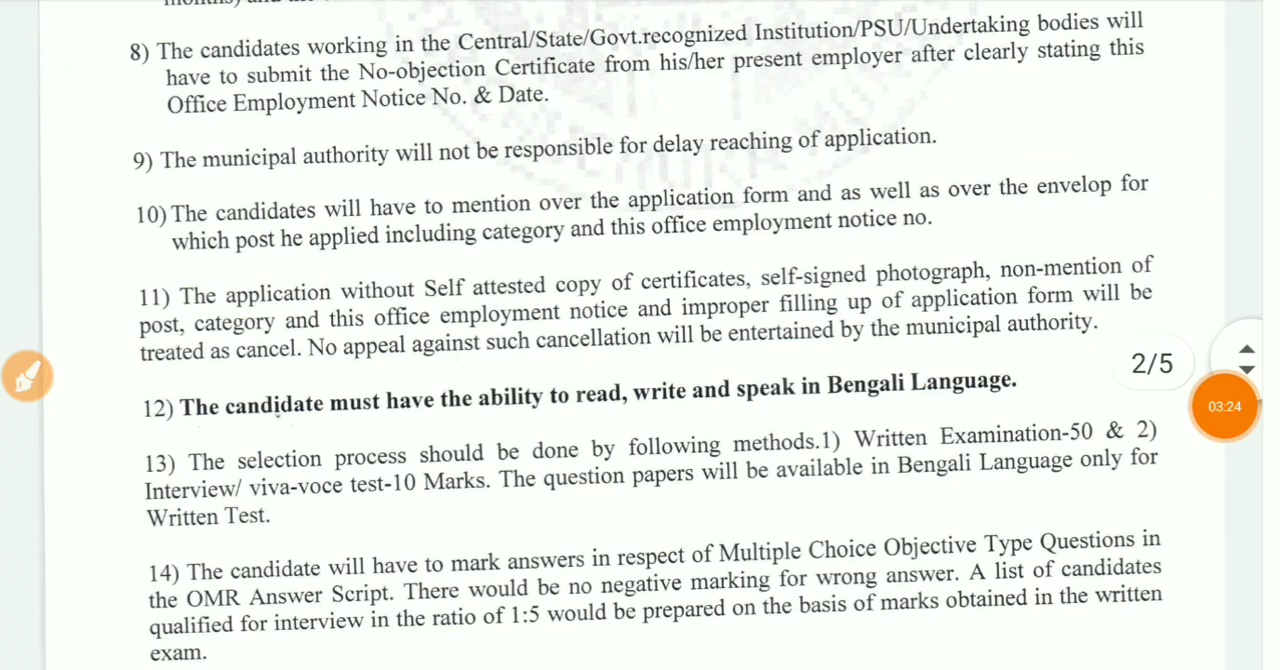 8) The candidates working in the Central/State/Govt.recognized Institution/PSU/Undertaking bodies will
have to submit the No-objection Certificate from his/her present employer after clearly stating this
Office Employment Notice No. & Date.
9) The municipal authority will not be responsible for delay reaching of application.
10) The candidates will have to mention over the application form and as well as over the envelop for
which post he applied including category and this office employment notice no.
11) The application without Self attested copy of certificates, self-signed photograph, non-mention of
post, category and this office employment notice and improper filling up of application form will be
treated as cancel. No appeal against such cancellation will be entertained by the municipal authority.
2/5
12) The candidate must have the ability to read, write and speak in Bengali Language.
03:24
13) The selection process should be done by following methods.1) Written Examination-50 & 2)
Interview/ viva-voce test-10 Marks. The question papers will be available in Bengali Language only for
Written Test.
14) The candidate will have to mark answers in respect of Multiple Choice Objective Type Questions in
the OMR Answer Script. There would be no negative marking for wrong answer. A list of candidates
qualified for interview in the ratio of 1:5 would be prepared on the basis of marks obtained in the written
exam.